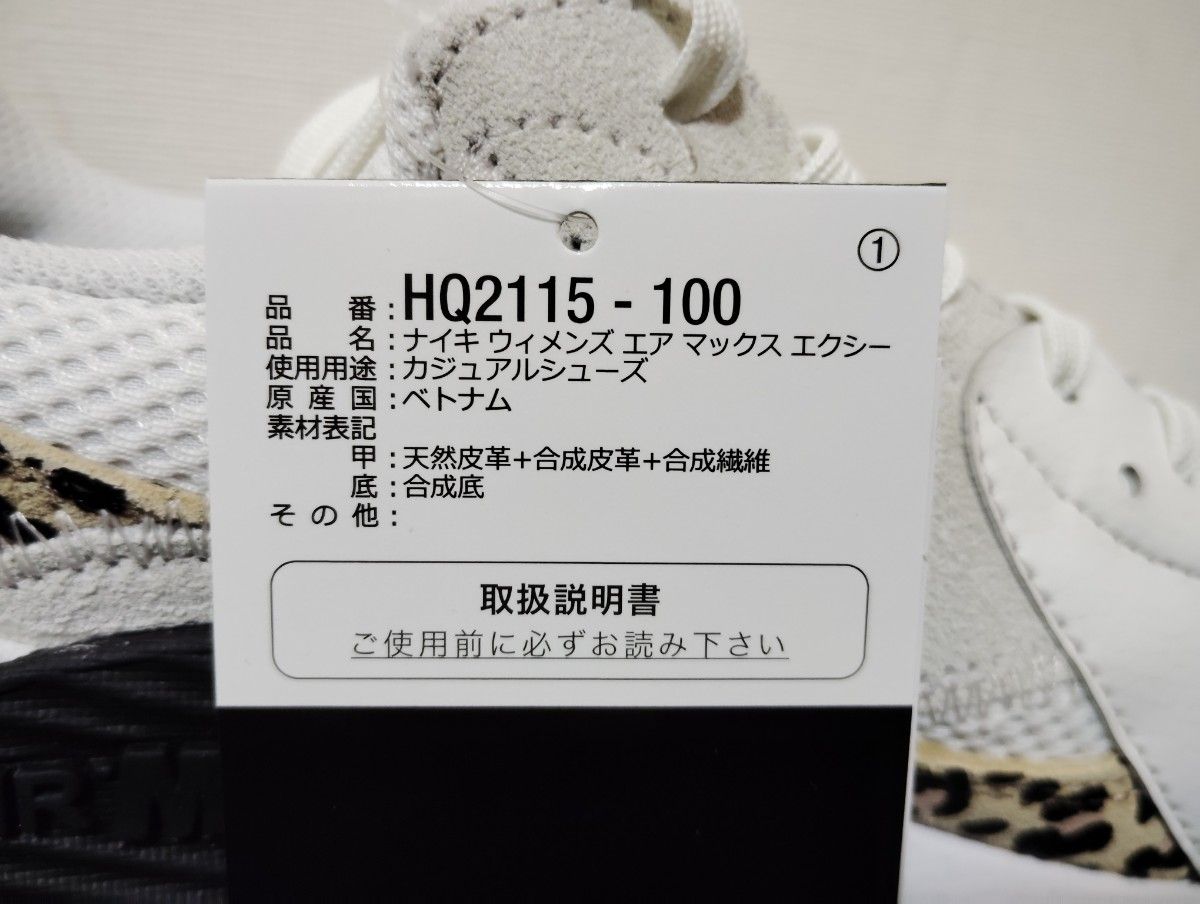 ①
品番：HQ2115 - 100
品名：ナイキ ウィメンズ エア マックス エクシー
使用用途：カジュアルシューズ
原産国：ベトナム
素材表記
甲：天然皮革+合成皮革+合成繊維
底：合成底
その他：
取扱説明書
ご使用前に必ずお読み下さい